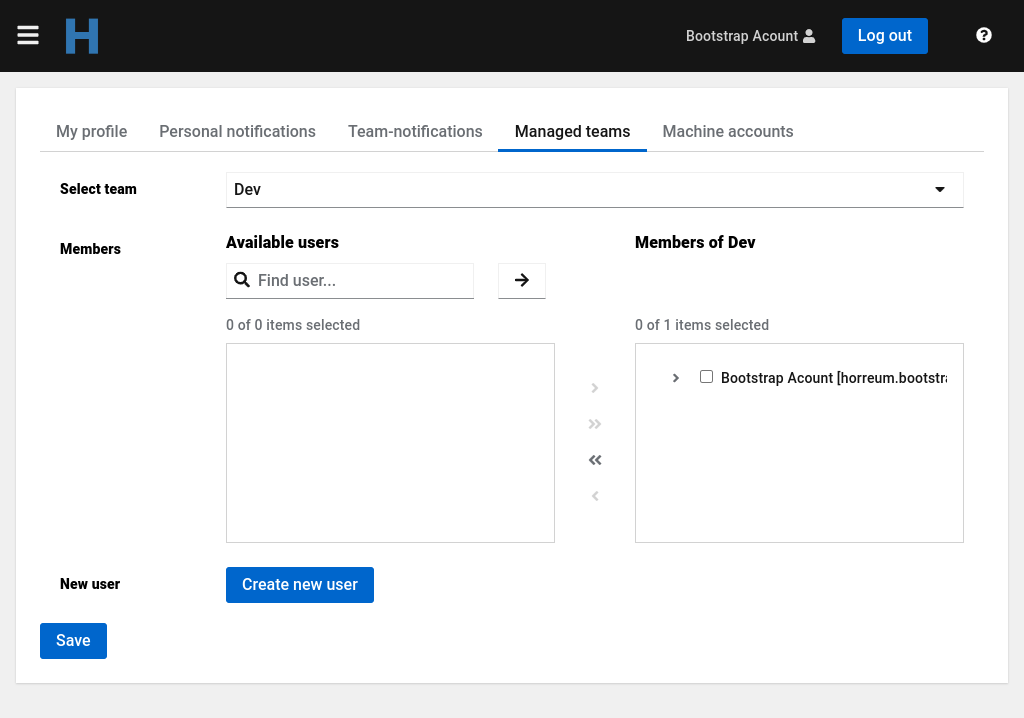 H
Bootstrap Acount
Log out
My profile
Personal notifications
Team-notifications
Managed teams
Machine accounts
Select team
Dev
Members
Available users
Members of Dev
Find user...
0 of 0 items selected
0 of 1 items selected
Bootstrap Acount [horreum.bootstra
New user
Create new user
Save